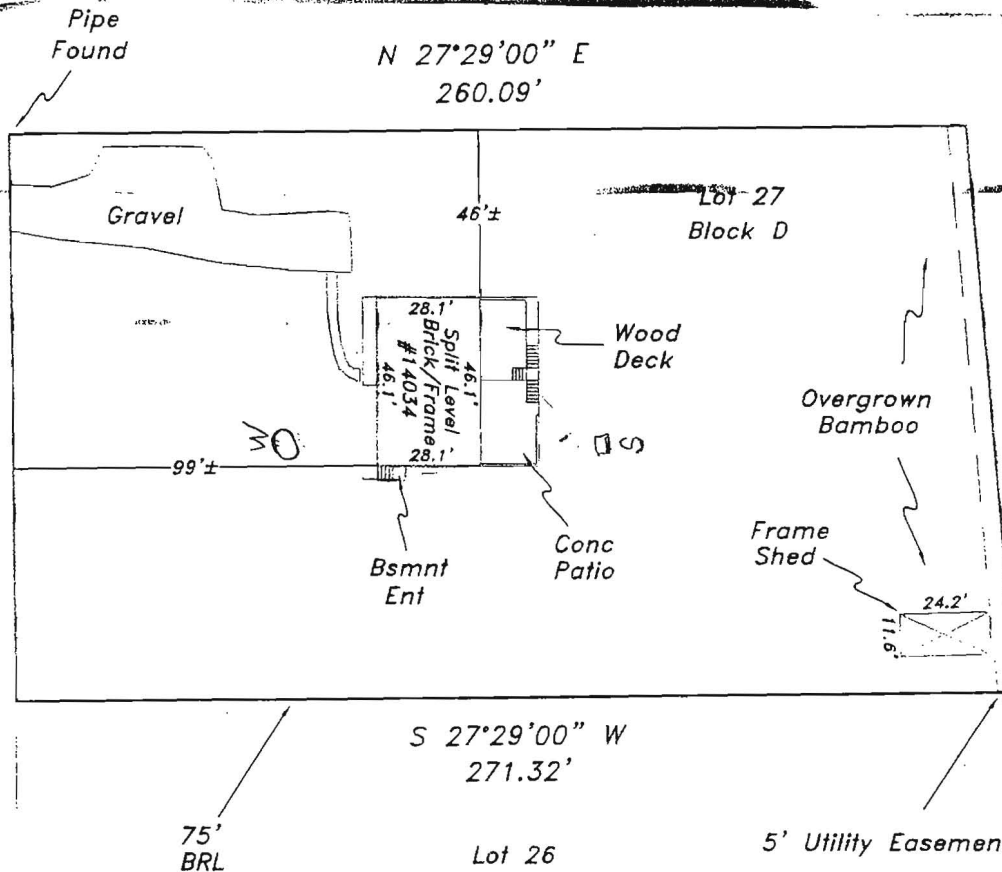 Pipe
Found
N 27°29'00" E
260.09'
Gravel
46'±
Lot 27
Block D
28.1'
Split Level
Brick/Frame
#14034
46.1'
46.1'
28.1'
Wood
Deck
Overgrown
Bamboo
W
S
99'±
Bsmnt
Ent
Conc
Patio
Frame
Shed
24.2'
11.6'
S 27°29'00" W
271.32'
75'
BRL
Lot 26
5' Utility Easemen